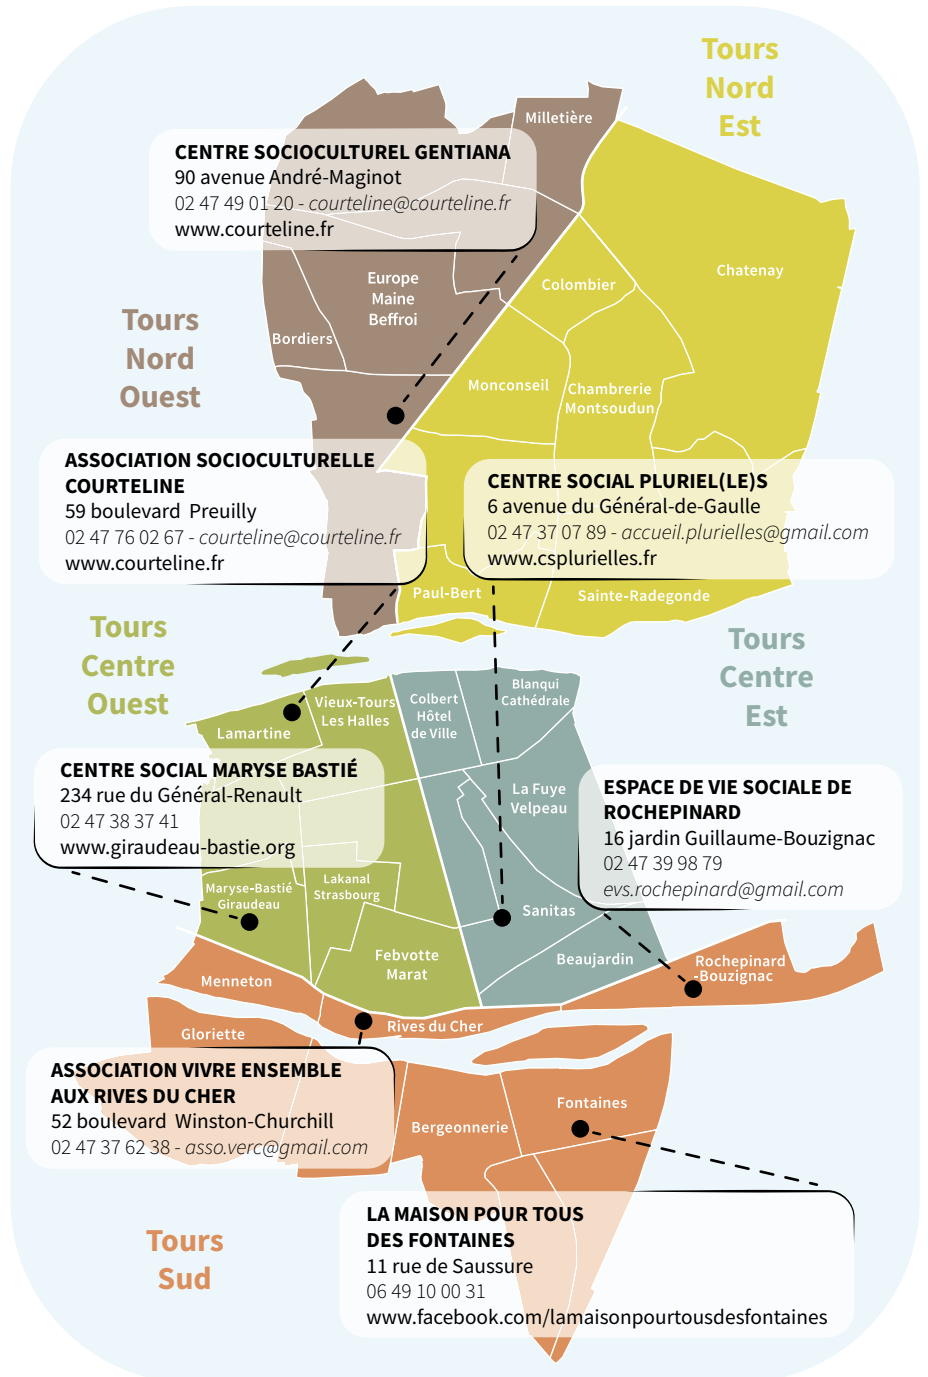 Tours
Nord
Est
Milletière
CENTRE SOCIOCULTUREL GENTIANA
90 avenue André-Maginot
02 47 49 01 20 - courteline@courteline.fr
www.courteline.fr
Chatenay
Colombier
Europe
Maine
Beffroi
Bordiers
Tours
Nord
Ouest
Monconseil
Chambrerie
Montsoudun
ASSOCIATION SOCIOCULTURELLE
COURTELINE
59 boulevard Preuilly
02 47 76 02 67 - courteline@courteline.fr
www.courteline.fr
CENTRE SOCIAL PLURIEL(LE)S
6 avenue du Général-de-Gaulle
02 47 37 07 89 - accueil.plurielles@gmail.com
www.csplurielles.fr
Paul-Bert
Sainte-Radegonde
Tours
Centre
Ouest
Tours
Centre
Est
Vieux-Tours
Les Halles
Lamartine
Colbert
Hôtel
de Ville
Blanqui
Cathédrale
CENTRE SOCIAL MARYSE BASTIÉ
234 rue du Général-Renault
02 47 38 37 41
www.giraudeau-bastie.org
La Fuye
Velpeau
ESPACE DE VIE SOCIALE DE
ROCHEPINARD
16 jardin Guillaume-Bouzignac
02 47 39 98 79
evs.rochepinard@gmail.com
Maryse-Bastié
Giraudeau
Lakanal
Strasbourg
Sanitas
Febvotte
Marat
Beaujardin
Rochepinard
-Bouzignac
Menneton
Rives du Cher
Gloriette
ASSOCIATION VIVRE ENSEMBLE
AUX RIVES DU CHER
52 boulevard Winston-Churchill
02 47 37 62 38 - asso.verc@gmail.com
Fontaines
Bergeonnerie
LA MAISON POUR TOUS
DES FONTAINES
11 rue de Saussure
06 49 10 00 31
www.facebook.com/lamaisonpourtousdesfontaines
Tours
Sud